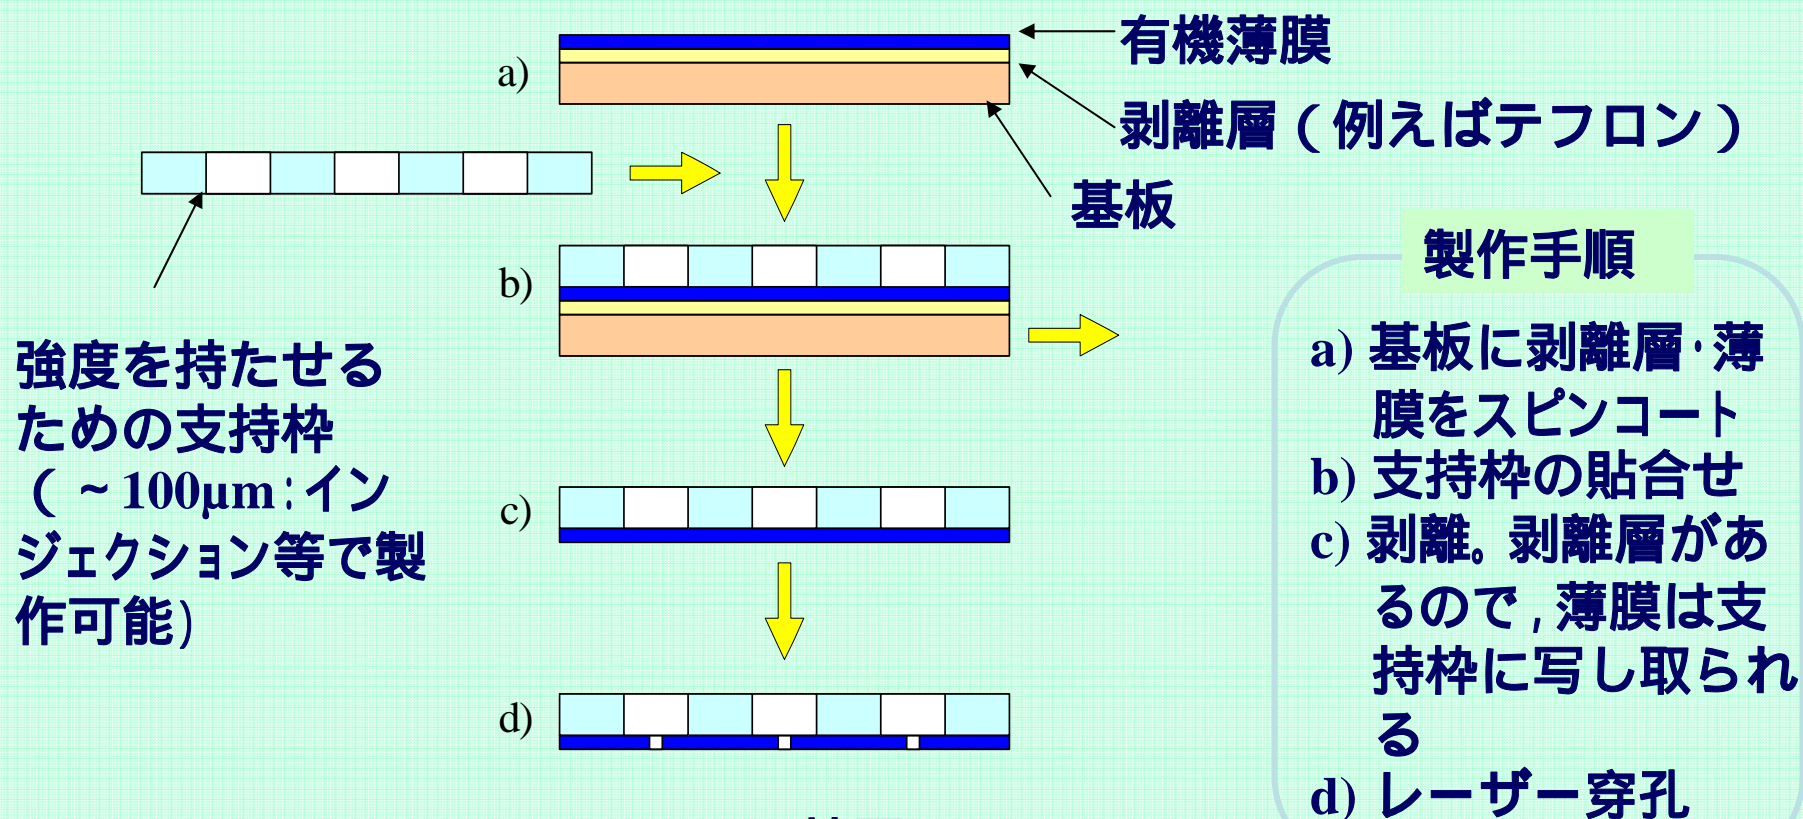 有機薄膜
a)
剥離層(例えばテフロン)
基板
b)
強度を持たせる
ための支持枠
(~100μm:イン
ジェクション等で製
作可能)
c)
d)
製作手順
a) 基板に剥離層・薄
膜をスピンコート
b) 支持枠の貼合せ
c) 剥離。剥離層があ
るので,薄膜は支
持枠に写し取られ
る
d) レーザー穿孔